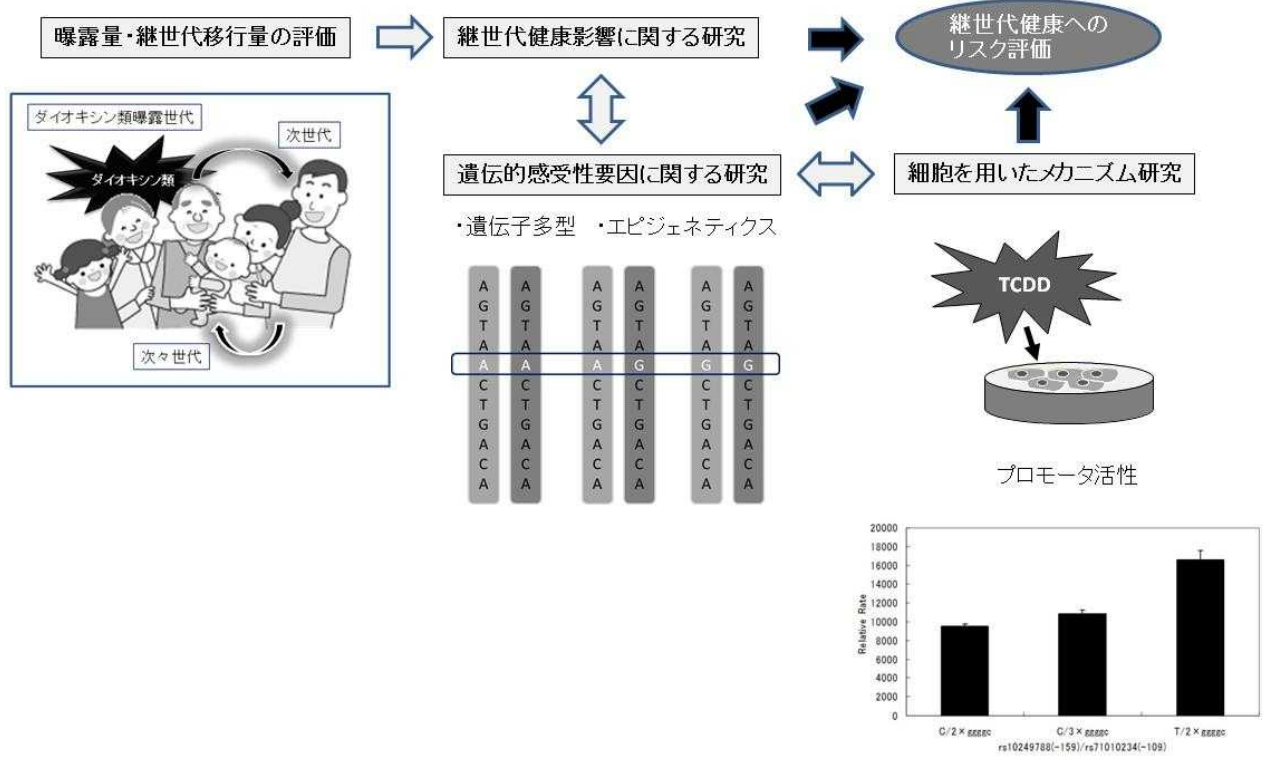 曝露量・継世代移行量の評価
継世代健康影響に関する研究
継世代健康への
リスク評価
ダイオキシン類曝露世代
次世代
ダイオキシン類
次々世代
遺伝的感受性要因に関する研究
細胞を用いたメカニズム研究
・遺伝子多型 ・エピジェネティクス
A A A A A A
G G G G G G
T T T T T T
A A A A A A
A A A G G G
C C C C C C
T T T T T T
G G G G G G
A A A A A A
C C C C C C
A A A A A A
TCDD
プロモータ活性
20000
18000
16000
14000
12000
10000
8000
6000
4000
2000
0
Relative Rate
C/2×ggggc C/3×ggggc T/2×ggggc
rs10249788(-159)/rs71010234(-109)